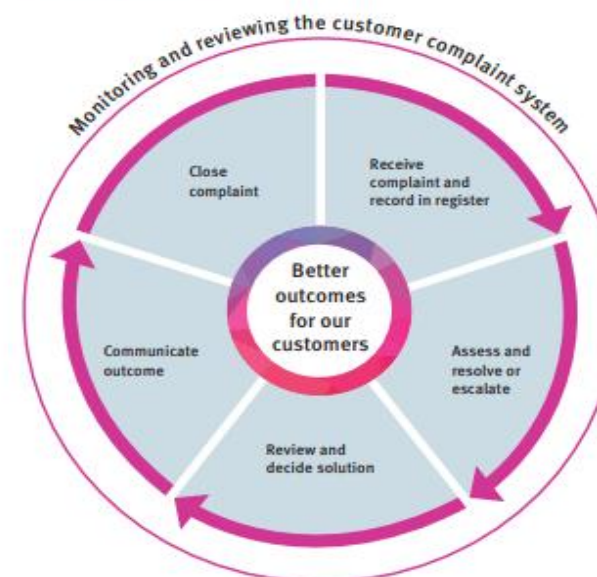 Monitoring and reviewing the customer complaint system
Receive
complaint and
record in register
Assess and
resolve or
escalate
Review and
decide solution
Communicate
outcome
Close
complaint
Better
outcomes
for our
customers